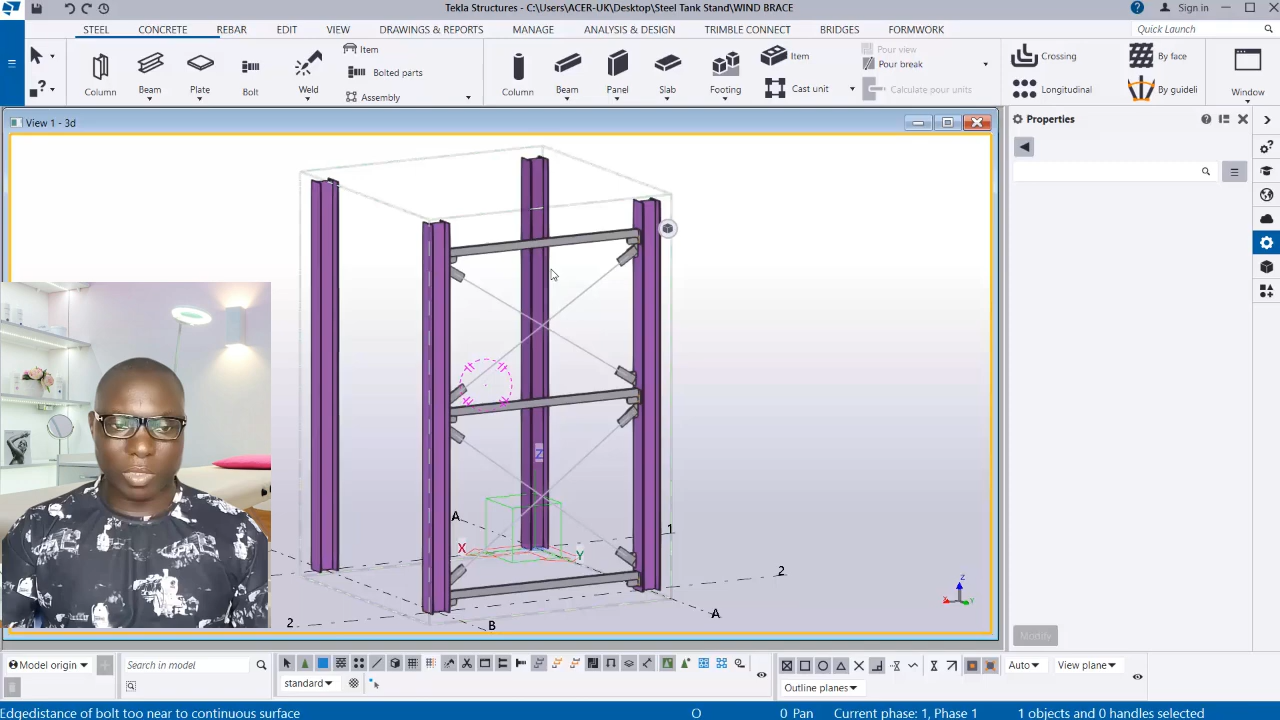 Tekla Structures - C:\Users\ACER-UK\Desktop\Steel Tank Stand\WIND BRACE
Sign in
STEEL CONCRETE REBAR EDIT VIEW DRAWINGS & REPORTS MANAGE ANALYSIS & DESIGN TRIMBLE CONNECT BRIDGES FORMWORK
Quick Launch
Column Beam Plate Bolt Weld
Item
Bolted parts
Assembly
Column Beam Panel Slab Footing
Item
Cast unit
Pour view
Pour break
Calculate pour units
Crossing
Longitudinal
By face
By guideli
Window
View 1 - 3d
Properties
A
Z
X
Y
1
2
A
2
B
z
x
y
Modify
Model origin
Search in model
standard
Auto
View plane
Outline planes
Edgedistance of bolt too near to continuous surface
O
0 Pan
Current phase: 1, Phase 1
1 objects and 0 handles selected